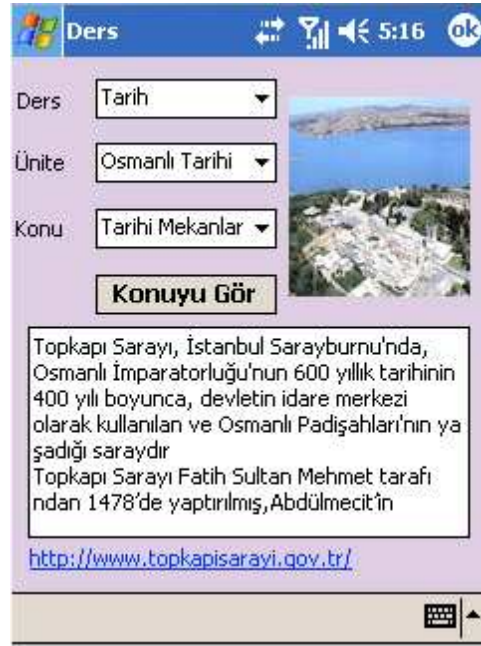 Ders 5:16 ok
Ders Tarih
Ünite Osmanlı Tarihi
Konu Tarihi Mekanlar
Konuyu Gör
Topkapı Sarayı, İstanbul Sarayburnu'nda,
Osmanlı İmparatorluğu'nun 600 yıllık tarihinin
400 yılı boyunca, devletin idare merkezi
olarak kullanılan ve Osmanlı Padişahları'nın ya
şadığı saraydır
Topkapı Sarayı Fatih Sultan Mehmet tarafı
ndan 1478'de yaptırılmış,Abdülmecit'in
http://www.topkapisarayi.gov.tr/